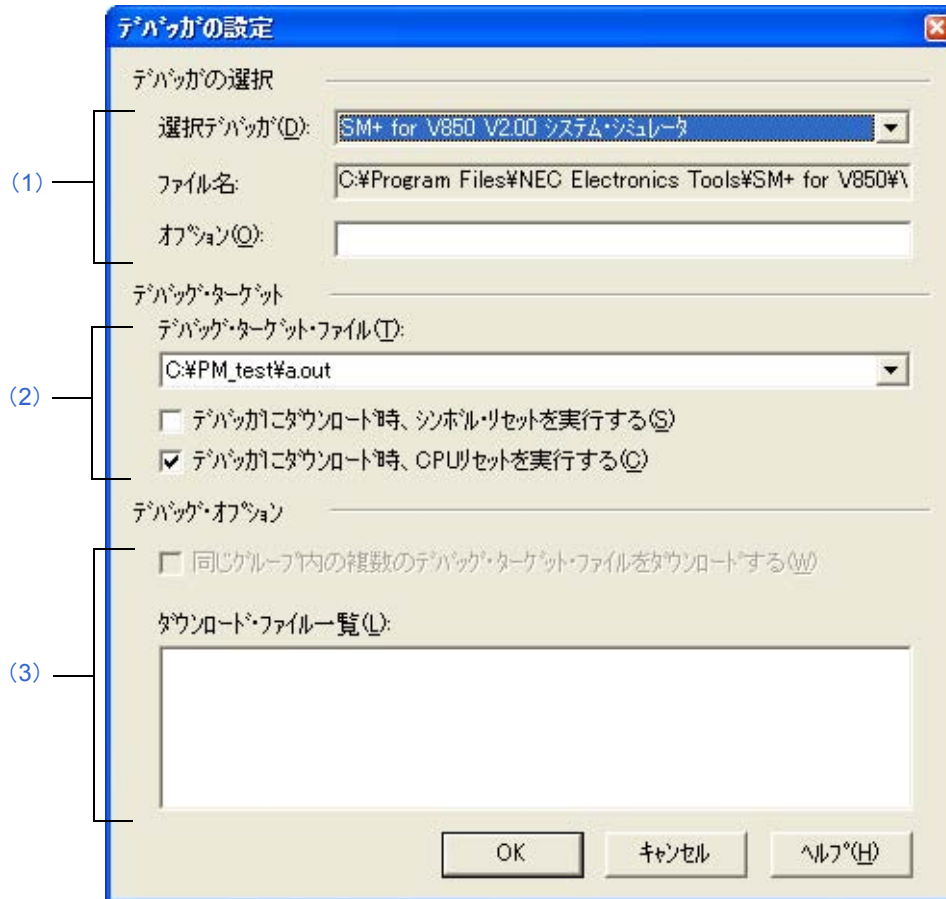 デバッガの設定
デバッガの選択
(1)
選択デバッガ(D):
SM+ for V850 V2.00 システム・シミュレータ
ファイル名:
C:¥Program Files¥NEC Electronics Tools¥SM+ for V850¥\
オプション(O):
デバッグ・ターゲット
(2)
デバッグ・ターゲット・ファイル(T):
C:¥PM_test¥a.out
デバッガにダウンロード時、シンボル・リセットを実行する(S)
デバッガにダウンロード時、CPUリセットを実行する(C)
デバッグ・オプション
(3)
同じグループ内の複数のデバッグ・ターゲット・ファイルをダウンロードする(W)
ダウンロード・ファイル一覧(L):
OK
キャンセル
ヘルプ(H)